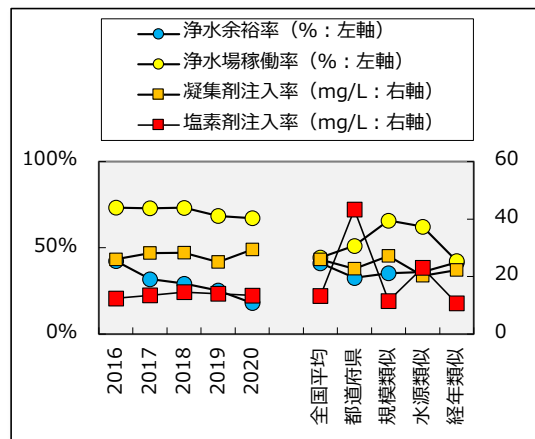 浄水余裕率（%：左軸）
浄水場稼働率（%：左軸）
凝集剤注入率（mg/L：右軸）
塩素剤注入率（mg/L：右軸）
100%
60
40
50%
20
0%
0
2016
2017
2018
2019
2020
全国平均
都道府県
規模類似
水源類似
経年類似